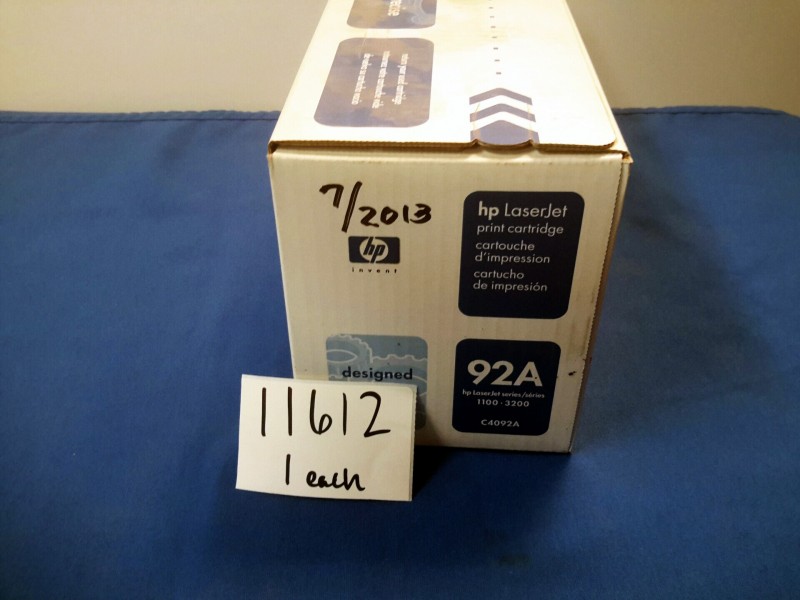 7/2013
hp
invent
hp LaserJet
print cartridge
cartouche
d'impression
cartucho
de impresión
designed
92A
hp LaserJet series/séries
1100 · 3200
C4092A
11612
1 each